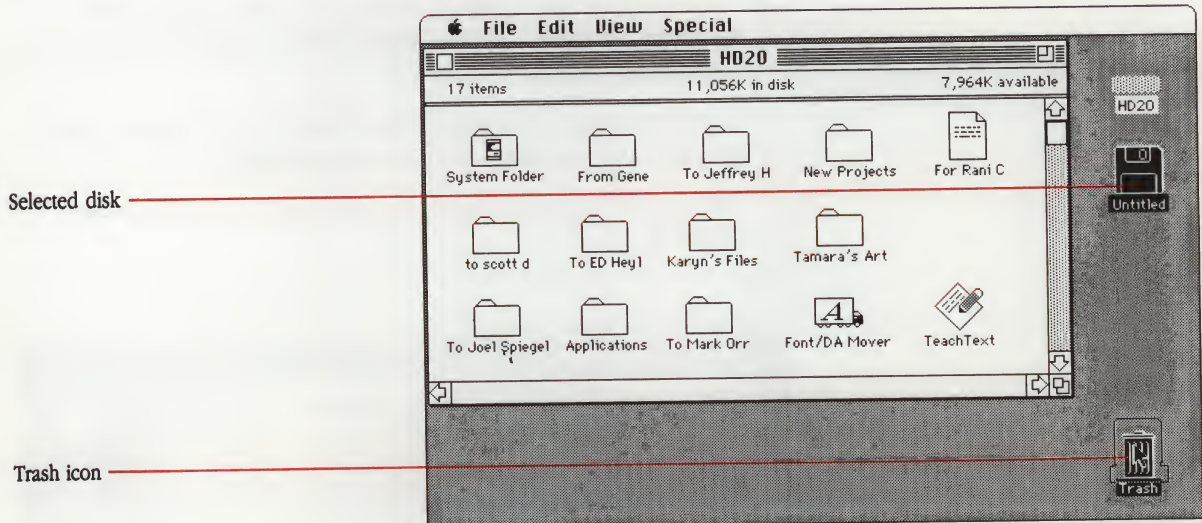 File Edit View Special
HD20
17 items 11,056K in disk 7,964K available
HD20
System Folder From Gene To Jeffrey H New Projects For Rani C
Selected disk
Untitled
to scott d To ED Heyl Karyn's Files Tamara's Art
To Joel Spiegel Applications To Mark Orr Font/DA Mover TeachText
Trash icon
Trash